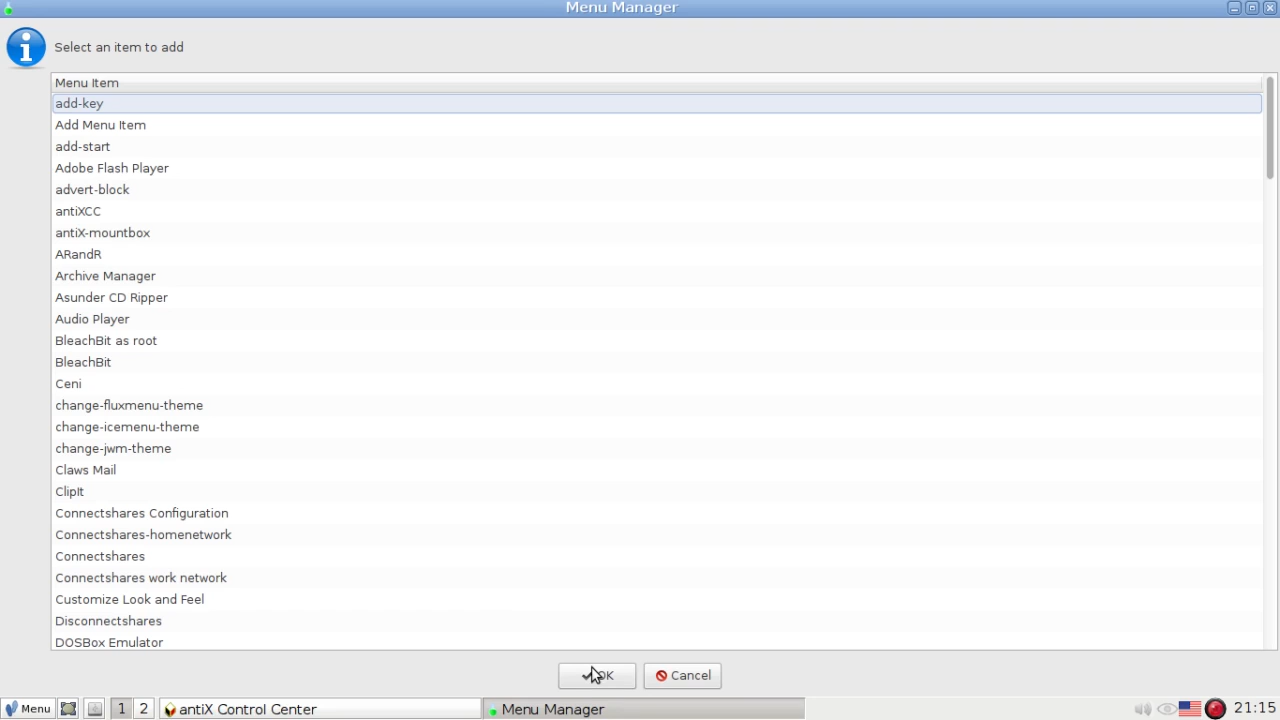 Menu Manager
Select an item to add
Menu Item
add-key
Add Menu Item
add-start
Adobe Flash Player
advert-block
antiXCC
antiX-mountbox
ARandR
Archive Manager
Asunder CD Ripper
Audio Player
BleachBit as root
BleachBit
Ceni
change-fluxmenu-theme
change-icemenu-theme
change-jwm-theme
Claws Mail
ClipIt
Connectshares Configuration
Connectshares-homenetwork
Connectshares
Connectshares work network
Customize Look and Feel
Disconnectshares
DOSBox Emulator
OK Cancel
Menu 1 2 antiX Control Center Menu Manager 21:15